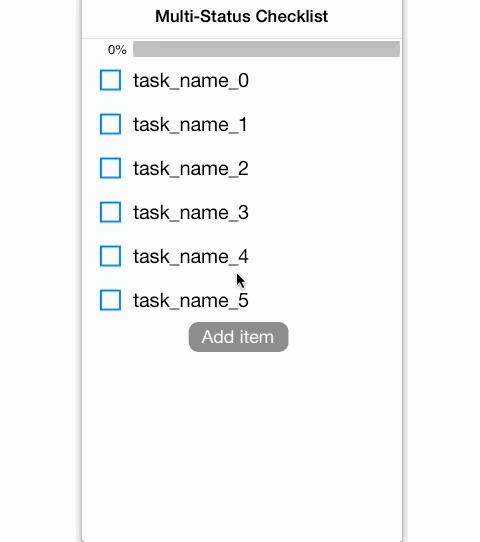 Multi-Status Checklist
0%
task_name_0
task_name_1
task_name_2
task_name_3
task_name_4
task_name_5
Add item